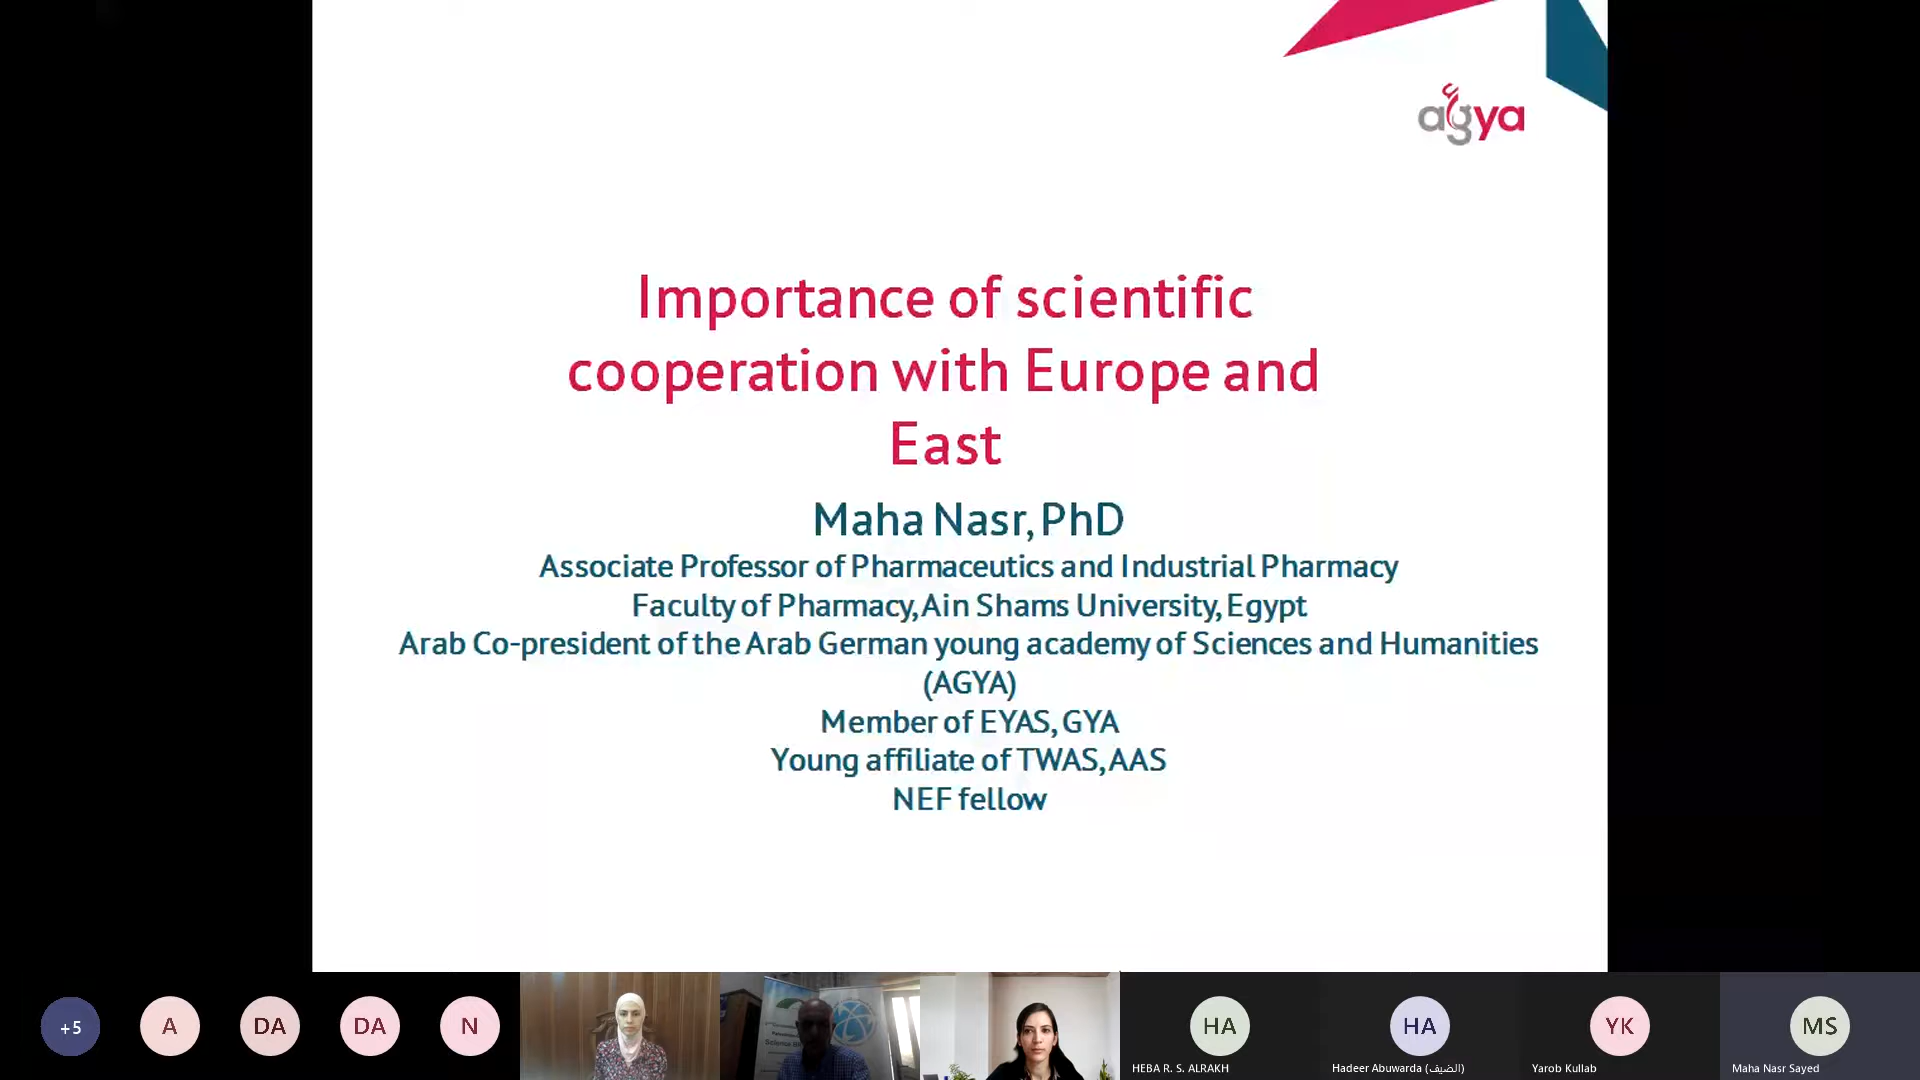 agya
Importance of scientific
cooperation with Europe and
East
Maha Nasr, PhD
Associate Professor of Pharmaceutics and Industrial Pharmacy
Faculty of Pharmacy, Ain Shams University, Egypt
Arab Co-president of the Arab German young academy of Sciences and Humanities
(AGYA)
Member of EYAS, GYA
Young affiliate of TWAS, AAS
NEF fellow
+5
A
DA
DA
N
HA
HEBA R. S. ALRAKH
HA
Hadeer Abuwarda (الضيف)
YK
Yarob Kullab
MS
Maha Nasr Sayed